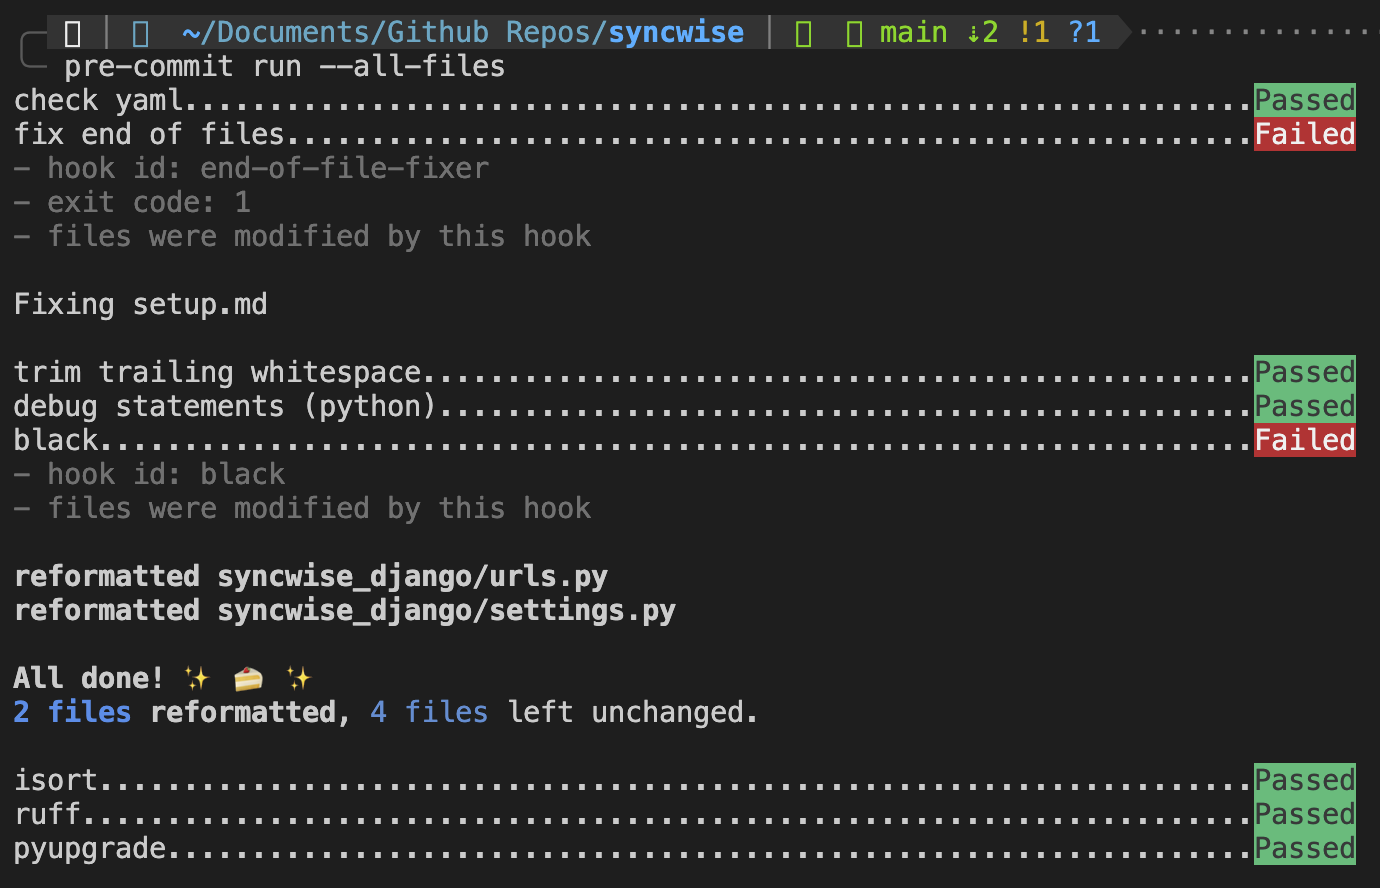 ~/Documents/Github Repos/syncwise | main ⇣2 !1 ?1
pre-commit run --all-files
check yaml.........................................................................Passed
fix end of files...................................................................Failed
- hook id: end-of-file-fixer
- exit code: 1
- files were modified by this hook
Fixing setup.md
trim trailing whitespace...........................................................Passed
debug statements (python)..........................................................Passed
black..............................................................................Failed
- hook id: black
- files were modified by this hook
reformatted syncwise_django/urls.py
reformatted syncwise_django/settings.py
All done! ✨ 🍰 ✨
2 files reformatted, 4 files left unchanged.
isort..............................................................................Passed
ruff...............................................................................Passed
pyupgrade..........................................................................Passed